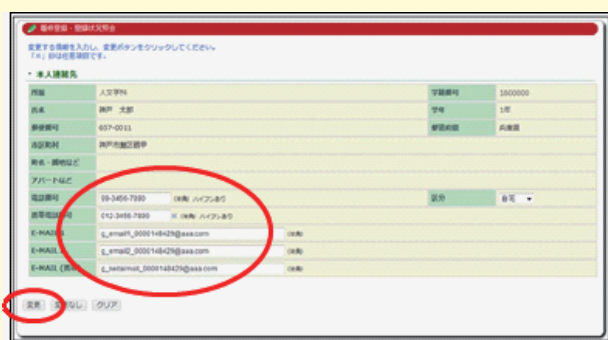 履修登録・登録状況照会
変更する情報を入力し、変更ボタンをクリックしてください。
「※」印は任意項目です。
・本人連絡先
所属 人文学科 学籍番号 1600000
氏名 神戸 太郎 学年 1年
郵便番号 657-0011 都道府県 兵庫県
市区町村 神戸市灘区鶴甲
町名・番地など
アパートなど
電話番号 99-3456-7890 (半角) ハイフンあり 区分 自宅
携帯電話番号 012-3456-7890 ※ (半角) ハイフンあり
E-MAIL g_email1_0000148429@aaa.com (半角)
E-MAIL g_email2_0000148429@aaa.com (半角)
E-MAIL (携帯) g_keitaimail_0000148429@aaa.com (半角)
変更 変更なし クリア